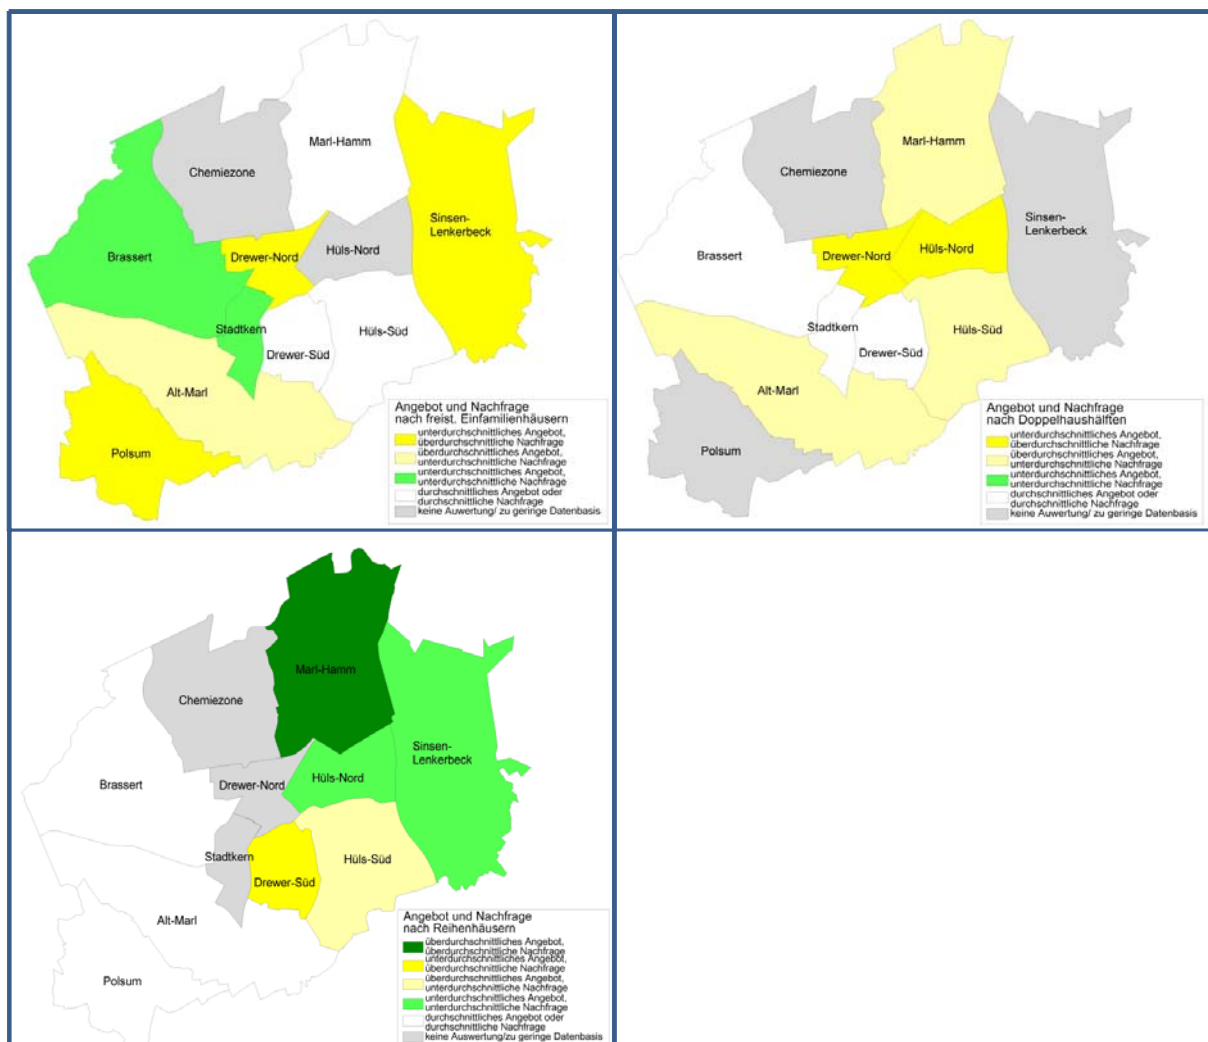 Marl-Hamm
Chemiezone
Sinsen-
Lenkerbeck
Brassert
Drewer-Nord
Hüls-Nord
Stadtkern
Hüls-Süd
Drewer-Süd
Alt-Marl
Polsum
Angebot und Nachfrage
nach freist. Einfamilienhäusern
unterdurchschnittliches Angebot,
überdurchschnittliche Nachfrage
überdurchschnittliches Angebot,
unterdurchschnittliche Nachfrage
unterdurchschnittliches Angebot,
unterdurchschnittliche Nachfrage
durchschnittliches Angebot oder
durchschnittliche Nachfrage
keine Auwertung/ zu geringe Datenbasis
Marl-Hamm
Chemiezone
Sinsen-
Lenkerbeck
Brassert
Drewer-Nord
Hüls-Nord
Stadtkern
Hüls-Süd
Drewer-Süd
Alt-Marl
Polsum
Angebot und Nachfrage
nach Doppelhaushälften
unterdurchschnittliches Angebot,
überdurchschnittliche Nachfrage
überdurchschnittliches Angebot,
unterdurchschnittliche Nachfrage
unterdurchschnittliches Angebot,
unterdurchschnittliche Nachfrage
durchschnittliches Angebot oder
durchschnittliche Nachfrage
keine Auwertung/ zu geringe Datenbasis
Marl-Hamm
Chemiezone
Sinsen-
Lenkerbeck
Brassert
Drewer-Nord
Hüls-Nord
Stadtkern
Hüls-Süd
Drewer-Süd
Alt-Marl
Polsum
Angebot und Nachfrage
nach Reihenhäusern
überdurchschnittliches Angebot,
überdurchschnittliche Nachfrage
unterdurchschnittliches Angebot,
überdurchschnittliche Nachfrage
überdurchschnittliches Angebot,
unterdurchschnittliche Nachfrage
unterdurchschnittliches Angebot,
unterdurchschnittliche Nachfrage
durchschnittliches Angebot oder
durchschnittliche Nachfrage
keine Auswertung/zu geringe Datenbasis